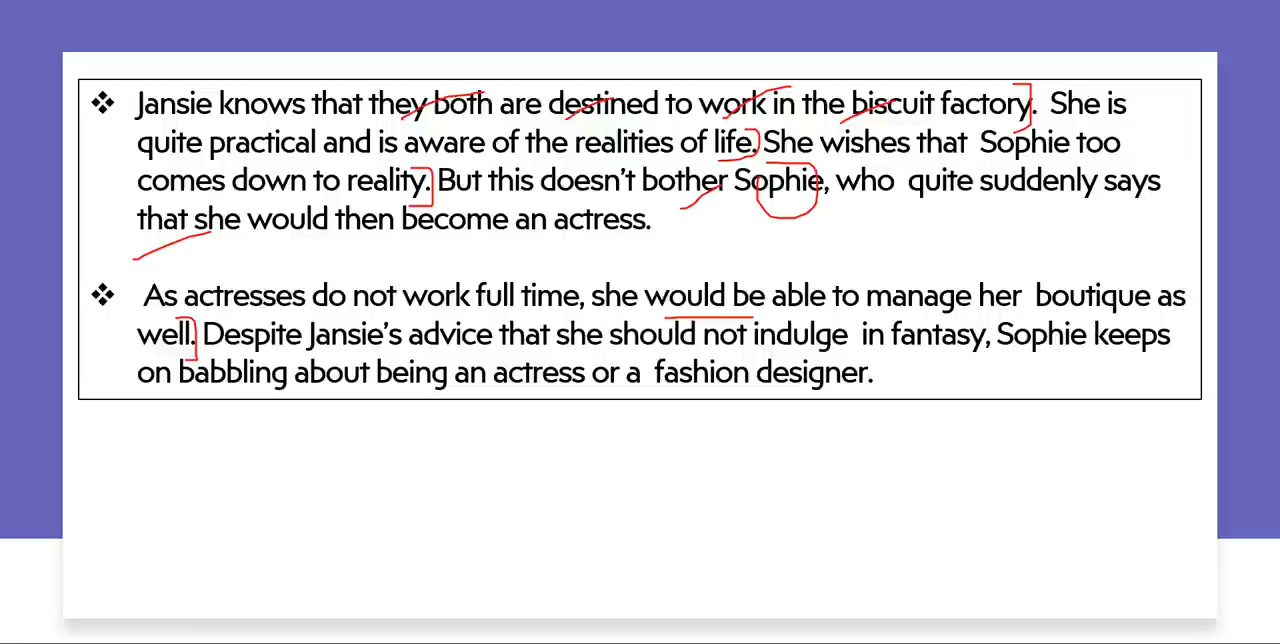 ❖ Jansie knows that they both are destined to work in the biscuit factory. She is
quite practical and is aware of the realities of life. She wishes that Sophie too
comes down to reality. But this doesn't bother Sophie, who quite suddenly says
that she would then become an actress.
❖ As actresses do not work full time, she would be able to manage her boutique as
well. Despite Jansie's advice that she should not indulge in fantasy, Sophie keeps
on babbling about being an actress or a fashion designer.